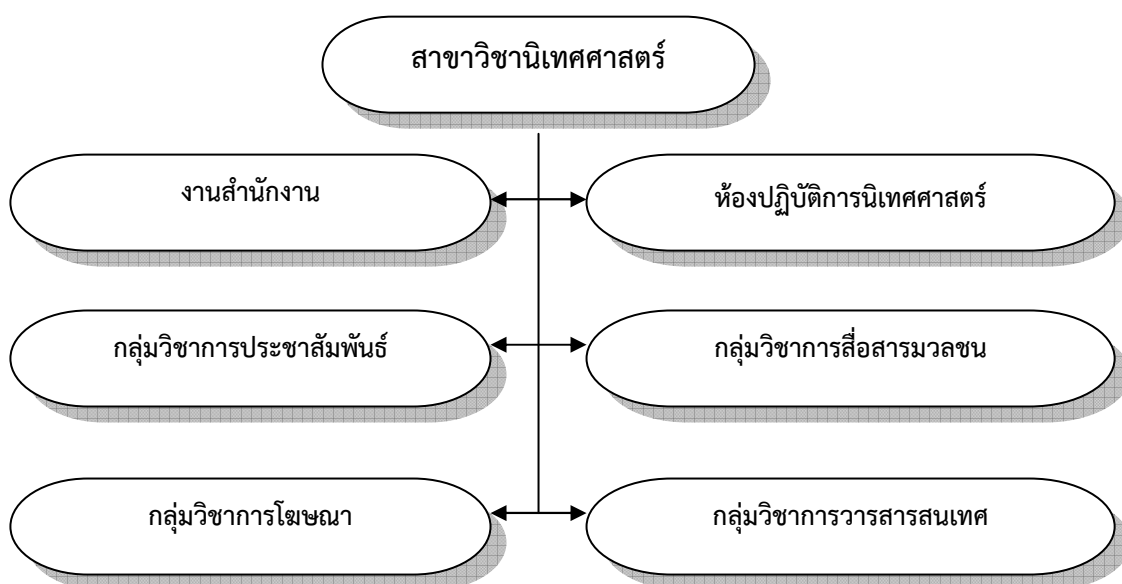 สาขาวิชานิเทศศาสตร์
งานสำนักงาน
ห้องปฏิบัติการนิเทศศาสตร์
กลุ่มวิชาการประชาสัมพันธ์
กลุ่มวิชาการสื่อสารมวลชน
กลุ่มวิชาการโฆษณา
กลุ่มวิชาการวารสารสนเทศ